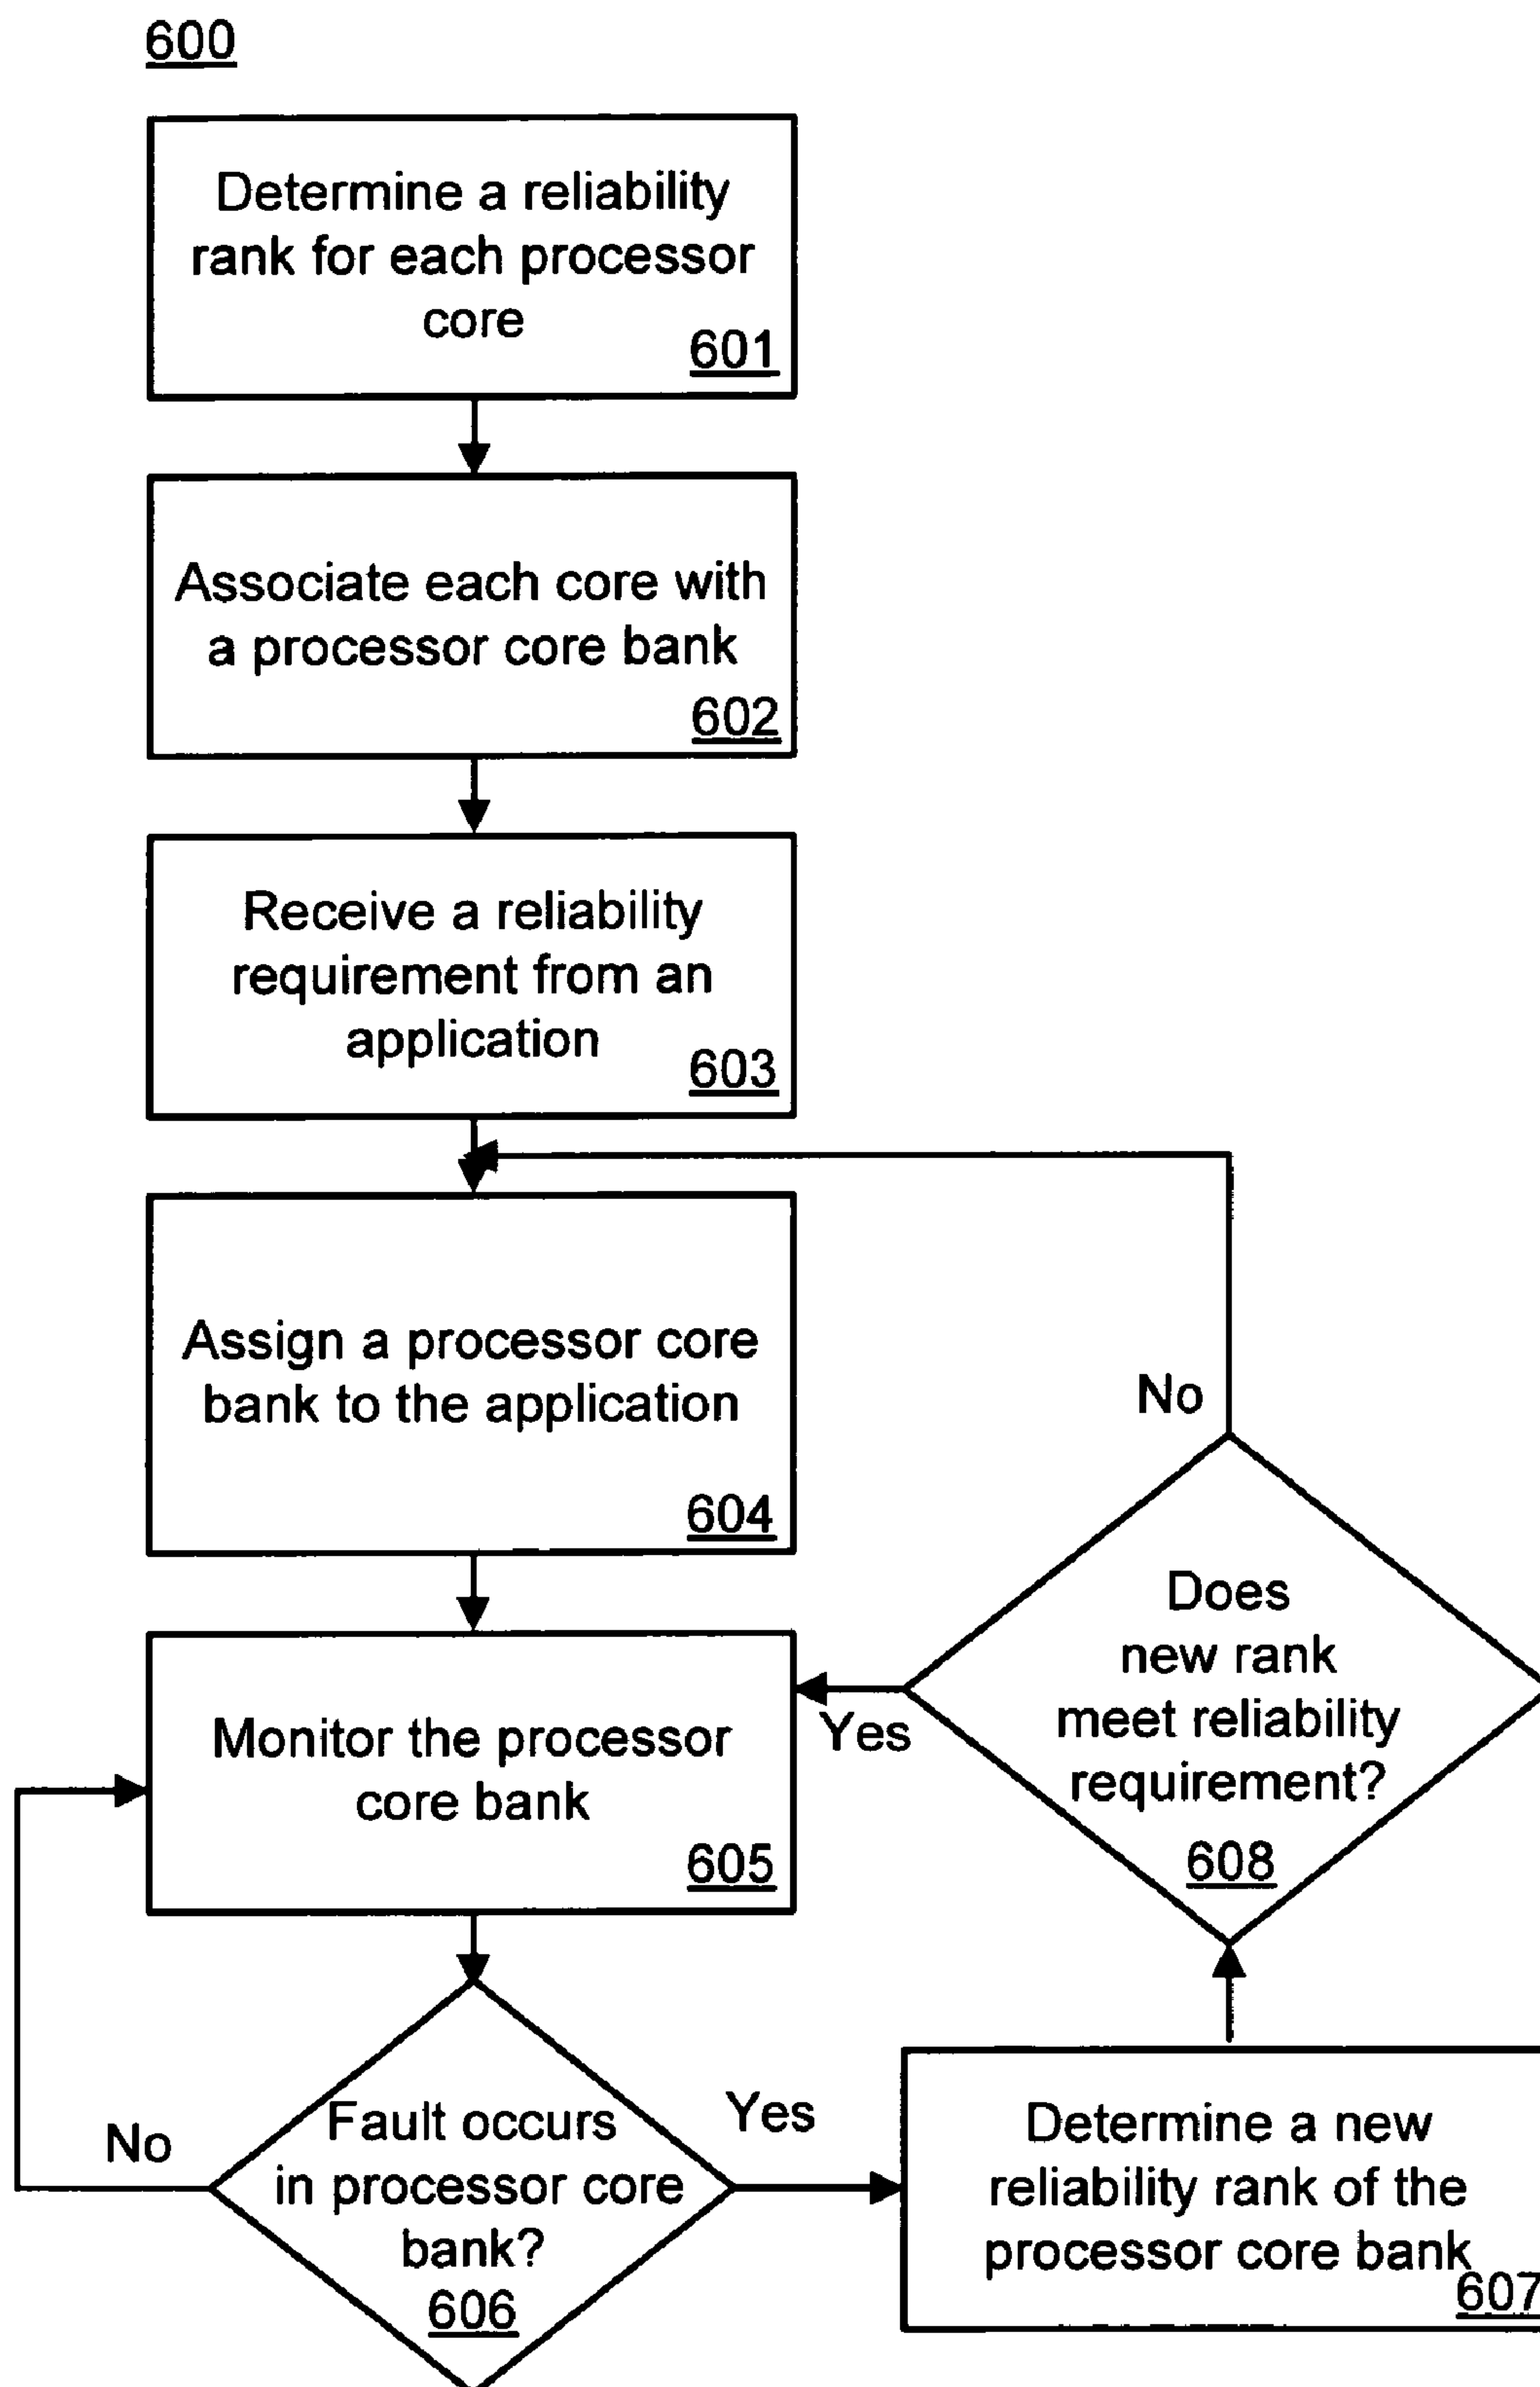 600
Determine a reliability
rank for each processor
core
601
Associate each core with
a processor core bank
602
Receive a reliability
requirement from an
application
603
Assign a processor core
bank to the application
604
No
Does
new rank
meet reliability
requirement?
608
Yes
Monitor the processor
core bank
605
Fault occurs
in processor core
bank?
606
No
Yes
Determine a new
reliability rank of the
processor core bank
607